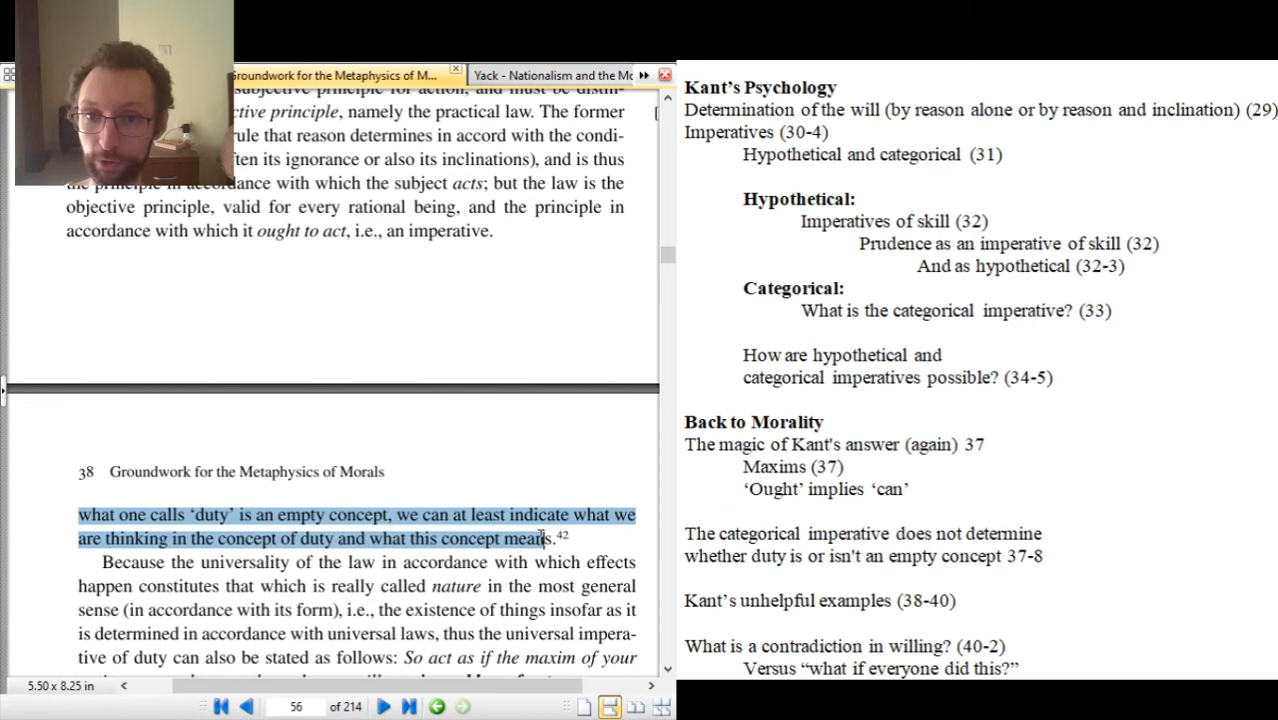 Groundwork for the Metaphysics of M...
Yack - Nationalism and the Mo
subjective principle for action, and must be distin-
ctive principle, namely the practical law. The former
rule that reason determines in accord with the condi-
ften its ignorance or also its inclinations), and is thus
the principle in accordance with which the subject acts; but the law is the
objective principle, valid for every rational being, and the principle in
accordance with which it ought to act, i.e., an imperative.
38 Groundwork for the Metaphysics of Morals
what one calls ‘duty’ is an empty concept, we can at least indicate what we
are thinking in the concept of duty and what this concept means.⁴²
Because the universality of the law in accordance with which effects
happen constitutes that which is really called nature in the most general
sense (in accordance with its form), i.e., the existence of things insofar as it
is determined in accordance with universal laws, thus the universal impera-
tive of duty can also be stated as follows: So act as if the maxim of your
5.50 x 8.25 in
56
of 214
Kant’s Psychology
Determination of the will (by reason alone or by reason and inclination) (29)
Imperatives (30-4)
Hypothetical and categorical (31)
Hypothetical:
Imperatives of skill (32)
Prudence as an imperative of skill (32)
And as hypothetical (32-3)
Categorical:
What is the categorical imperative? (33)
How are hypothetical and
categorical imperatives possible? (34-5)
Back to Morality
The magic of Kant's answer (again) 37
Maxims (37)
‘Ought’ implies ‘can’
The categorical imperative does not determine
whether duty is or isn't an empty concept 37-8
Kant’s unhelpful examples (38-40)
What is a contradiction in willing? (40-2)
Versus “what if everyone did this?”